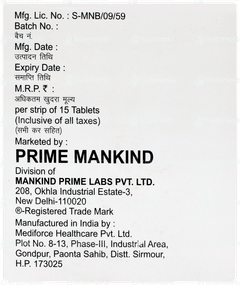 Mfg. Lic. No. : S-MNB/09/59
Batch No. :
बैच नं.
Mfg. Date :
उत्पादन तिथि
Expiry Date :
समाप्ति तिथि
M.R.P. ₹ :
अधिकतम खुदरा मूल्य
per strip of 15 Tablets
(Inclusive of all taxes)
(सभी कर सहित)
Marketed by :
PRIME MANKIND
Division of
MANKIND PRIME LABS PVT. LTD.
208, Okhla Industrial Estate-3,
New Delhi-110020
®-Registered Trade Mark
Manufactured in India by :
Mediforce Healthcare Pvt. Ltd.
Plot No. 8-13, Phase-III, Industrial Area,
Gondpur, Paonta Sahib, Distt. Sirmour,
H.P. 173025